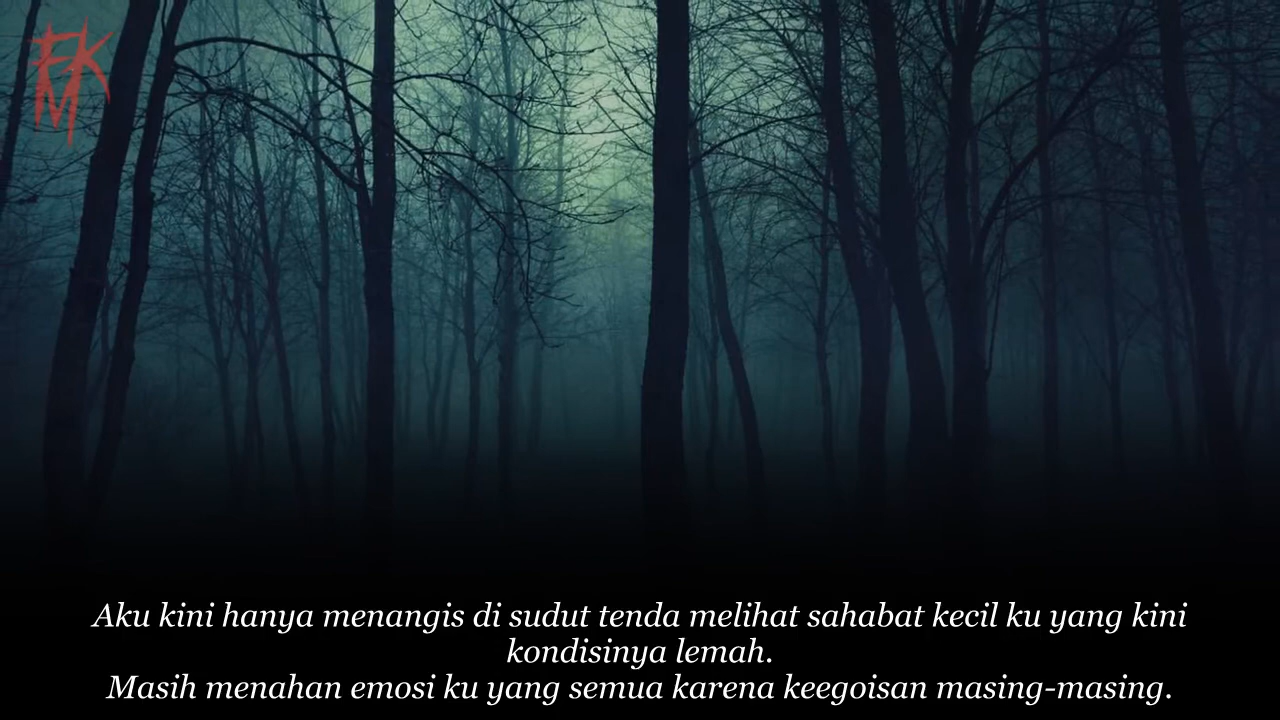 FKM
Aku kini hanya menangis di sudut tenda melihat sahabat kecil ku yang kini
kondisinya lemah.
Masih menahan emosi ku yang semua karena keegoisan masing-masing.